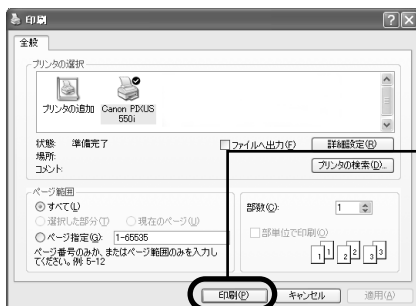 印刷
全般
プリンタの選択
プリンタの追加
Canon PIXUS
550i
状態: 準備完了
場所:
コメント:
ファイルへ出力(F)
詳細設定(R)
プリンタの検索(D)...
ページ範囲
すべて(L)
選択した部分(T)
現在のページ(U)
ページ指定(G): 1-65535
ページ番号のみか、またはページ範囲のみを入力し
てください。例: 5-12
部数(C): 1
部単位で印刷(O)
1 1 2 2 3 3
印刷(P)
キャンセル
適用(A)